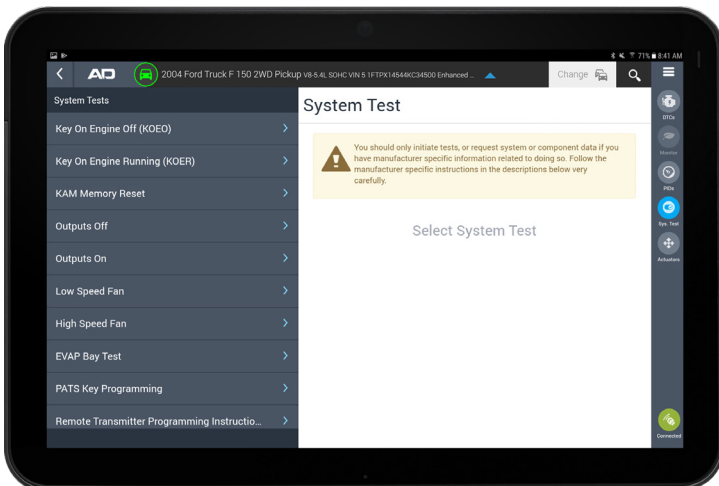 71% 8:41 AM
AD 2004 Ford Truck F 150 2WD Pickup V8-5.4L SOHC VIN 5 1FTPX14544KC34500 Enhanced ... Change
System Tests
Key On Engine Off (KOEO)
Key On Engine Running (KOER)
KAM Memory Reset
Outputs Off
Outputs On
Low Speed Fan
High Speed Fan
EVAP Bay Test
PATS Key Programming
Remote Transmitter Programming Instructio...
System Test
You should only initiate tests, or request system or component data if you
have manufacturer specific information related to doing so. Follow the
manufacturer specific instructions in the descriptions below very
carefully.
Select System Test
DTCs
Monitor
PIDs
Sys. Test
Actuators
Connected